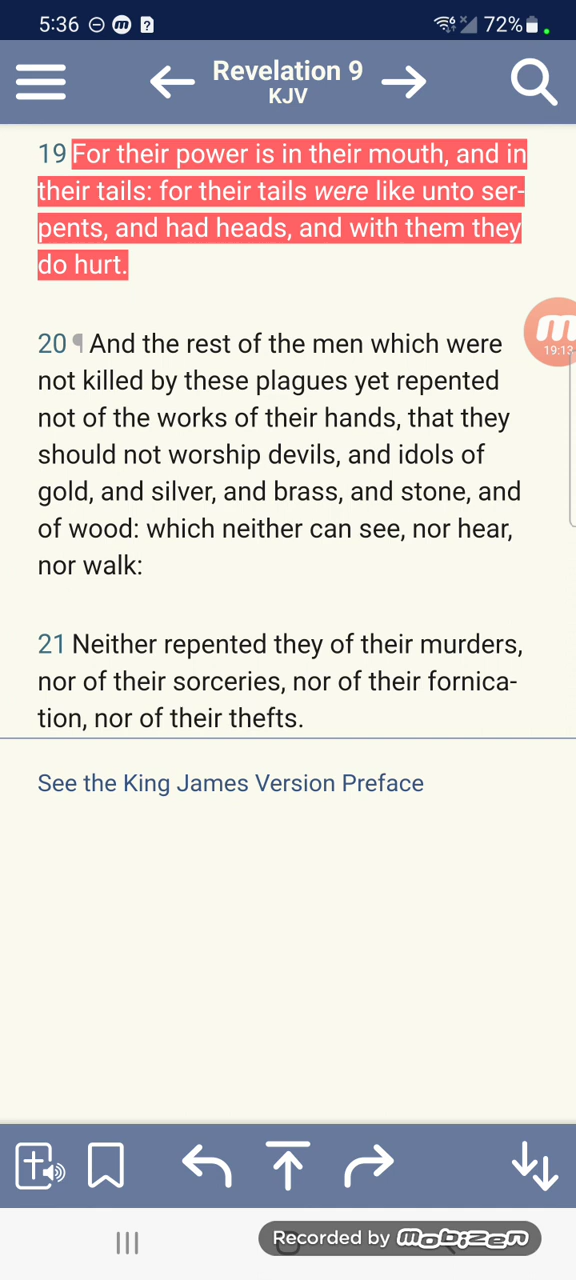 5:36 72%
Revelation 9
KJV
19 For their power is in their mouth, and in
their tails: for their tails were like unto ser-
pents, and had heads, and with them they
do hurt.
20 ¶ And the rest of the men which were
not killed by these plagues yet repented
not of the works of their hands, that they
should not worship devils, and idols of
gold, and silver, and brass, and stone, and
of wood: which neither can see, nor hear,
nor walk:
19:13
21 Neither repented they of their murders,
nor of their sorceries, nor of their fornica-
tion, nor of their thefts.
See the King James Version Preface
Recorded by mobizen